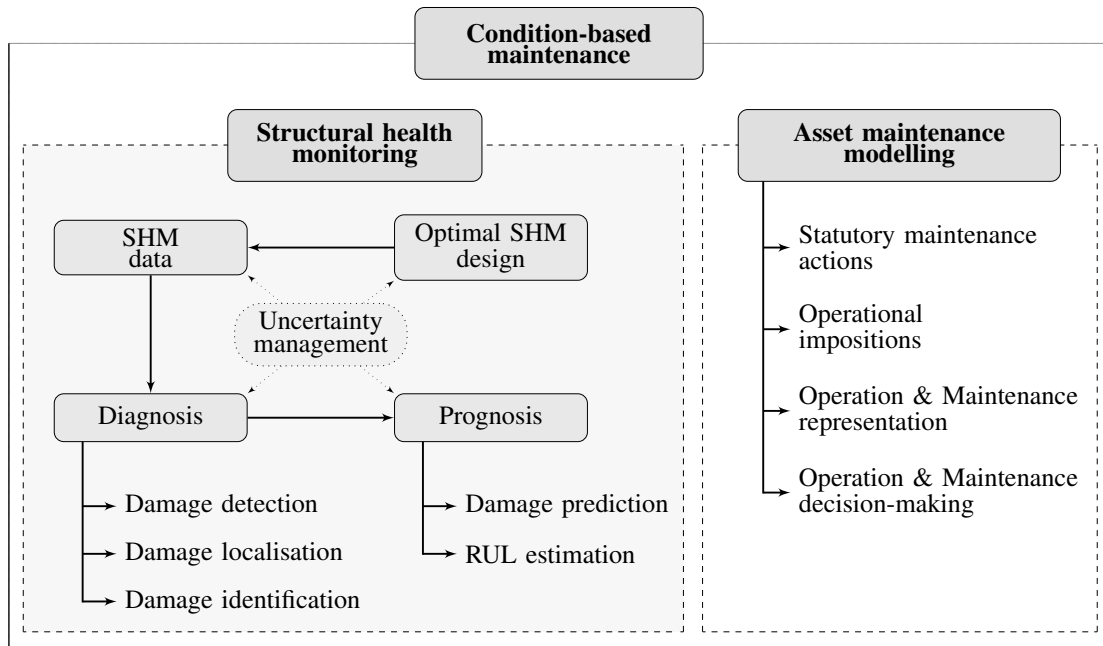 Condition-based
maintenance
Structural health
monitoring
SHM
data
Optimal SHM
design
Uncertainty
management
Diagnosis
Prognosis
Damage detection
Damage localisation
Damage identification
Damage prediction
RUL estimation
Asset maintenance
modelling
Statutory maintenance
actions
Operational
impositions
Operation & Maintenance
representation
Operation & Maintenance
decision-making